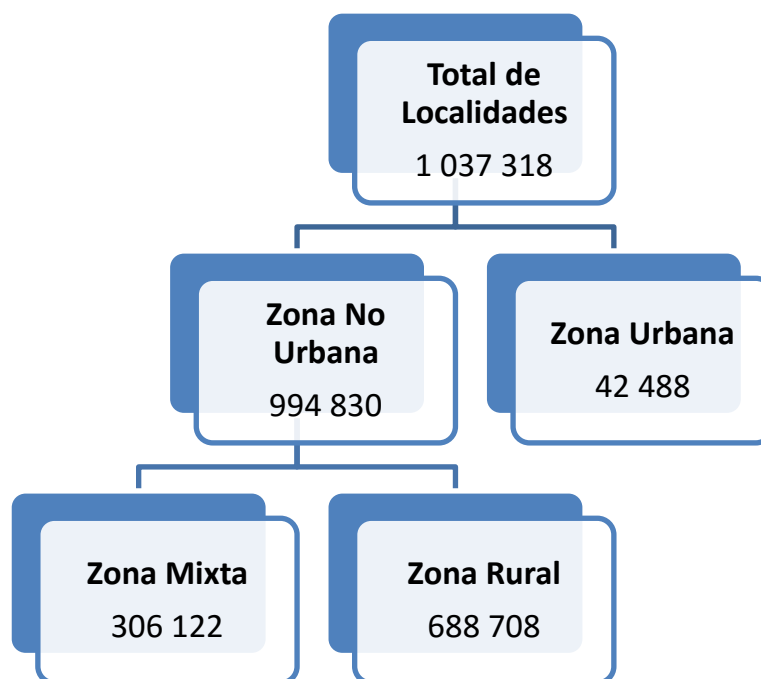 Total de
Localidades
1 037 318
Zona No
Urbana
994 830
Zona Urbana
42 488
Zona Mixta
306 122
Zona Rural
688 708